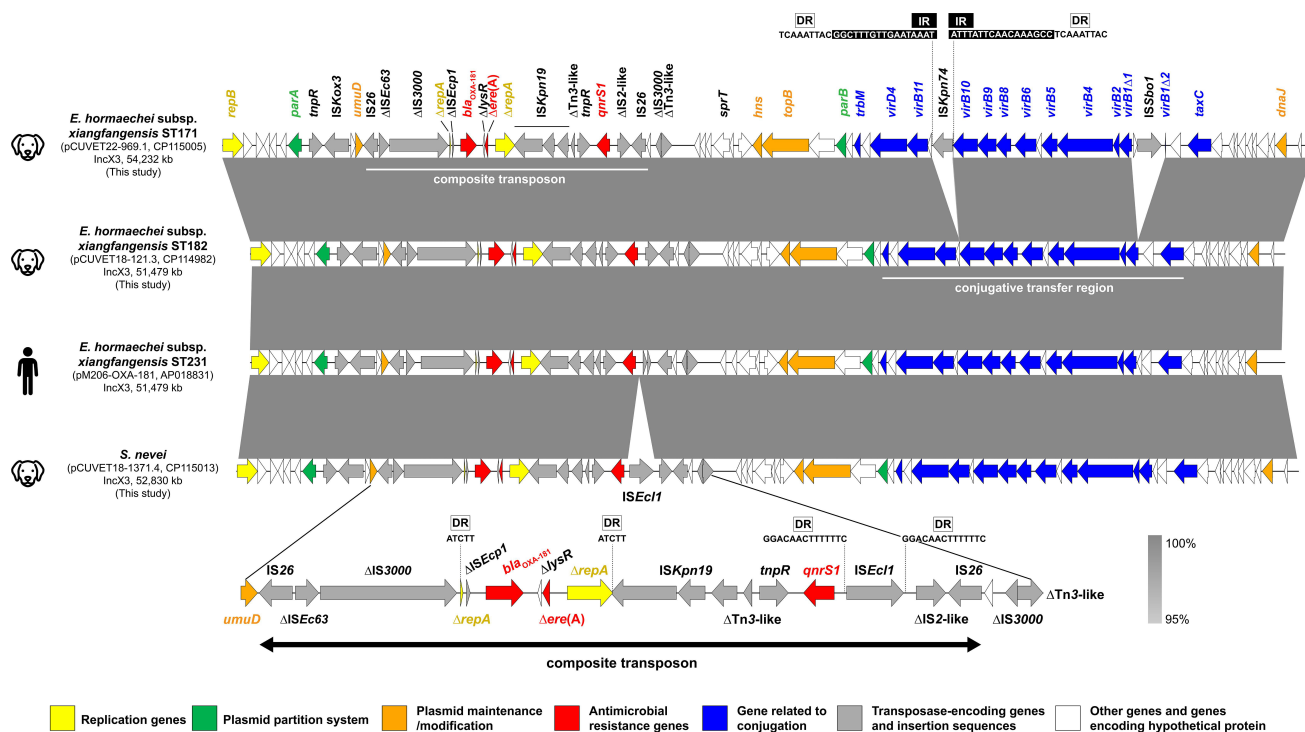 DR IR IR DR
TCAAATTAC GGCTTTGTTGAATAAAT ATTTATTCAACAAAGCC TCAAATTAC
repB parA tnpR ISKox3 umuD IS26 ΔISEc63 ΔIS3000 ΔrepA ΔISEcp1 blaOXA-181 ΔlysR Δere(A) ΔrepA ISKpn19 ΔTn3-like tnpR qnrS1 ΔIS2-like IS26 ΔIS3000 ΔTn3-like sprT hns topB parB trbM virD4 virB11 ISKpn74 virB10 virB9 virB8 virB6 virB5 virB4 virB2 virB1Δ1 ISSbo1 virB1Δ2 taxC dnaJ
E. hormaechei subsp.
xiangfangensis ST171
(pCUVET22-969.1, CP115005)
IncX3, 54,232 kb
(This study)
composite transposon
E. hormaechei subsp.
xiangfangensis ST182
(pCUVET18-121.3, CP114982)
IncX3, 51,479 kb
(This study)
conjugative transfer region
E. hormaechei subsp.
xiangfangensis ST231
(pM206-OXA-181, AP018831)
IncX3, 51,479 kb
S. nevei
(pCUVET18-1371.4, CP115013)
IncX3, 52,830 kb
(This study)
ISEcl1
DR DR DR DR
ATCTT ATCTT GGACAACTTTTTTC GGACAACTTTTTTC
IS26 ΔIS3000 ΔISEcp1 blaOXA-181 ΔlysR ΔrepA ISKpn19 tnpR qnrS1 ISEcl1 IS26
ΔTn3-like
umuD ΔISEc63 ΔrepA Δere(A) ΔTn3-like ΔIS2-like ΔIS3000
composite transposon
100%
95%
Replication genes
Plasmid partition system
Plasmid maintenance
/modification
Antimicrobial
resistance genes
Gene related to
conjugation
Transposase-encoding genes
and insertion sequences
Other genes and genes
encoding hypothetical protein